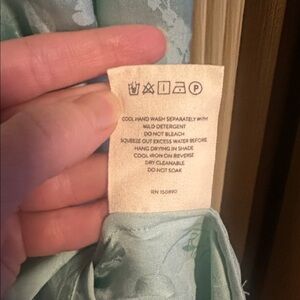 COOL HAND WASH SEPARATELY WITH
MILD DETERGENT
DO NOT BLEACH
SQUEEZE OUT EXCESS WATER BEFORE
HANG DRYING IN SHADE
COOL IRON ON REVERSE
DRY CLEANABLE
DO NOT SOAK
RN 150890